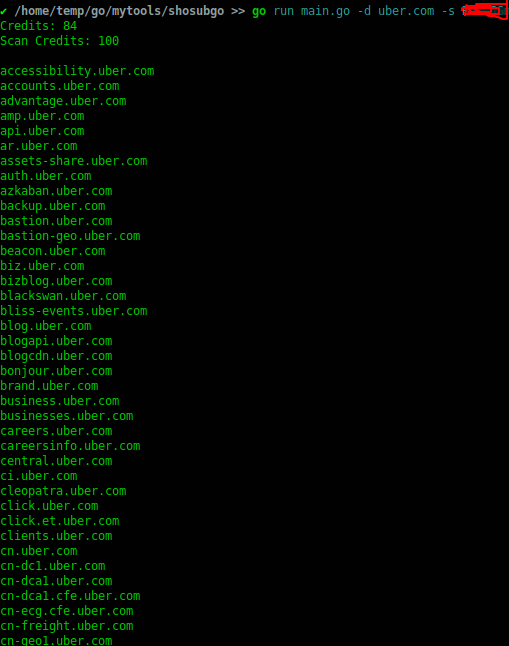 ✔ /home/temp/go/mytools/shosubgo >> go run main.go -d uber.com -s
Credits: 84
Scan Credits: 100
accessibility.uber.com
accounts.uber.com
advantage.uber.com
amp.uber.com
api.uber.com
ar.uber.com
assets-share.uber.com
auth.uber.com
azkaban.uber.com
backup.uber.com
bastion.uber.com
bastion-geo.uber.com
beacon.uber.com
biz.uber.com
bizblog.uber.com
blackswan.uber.com
bliss-events.uber.com
blog.uber.com
blogapi.uber.com
blogcdn.uber.com
bonjour.uber.com
brand.uber.com
business.uber.com
businesses.uber.com
careers.uber.com
careersinfo.uber.com
central.uber.com
ci.uber.com
cleopatra.uber.com
click.uber.com
click.et.uber.com
clients.uber.com
cn.uber.com
cn-dc1.uber.com
cn-dca1.uber.com
cn-dca1.cfe.uber.com
cn-ecg.cfe.uber.com
cn-freight.uber.com
cn-geo1.uber.com